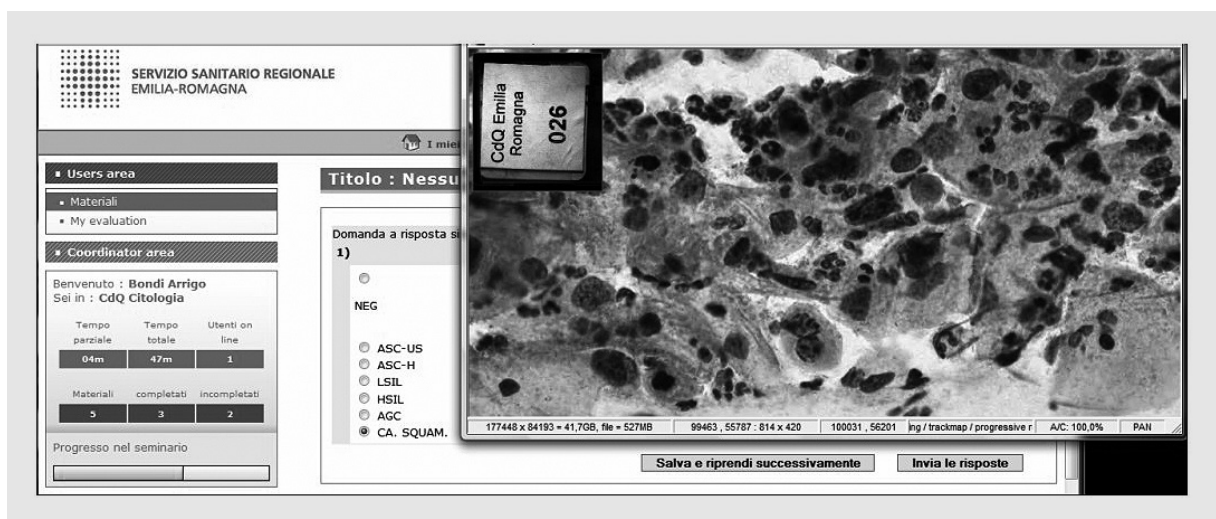 SERVIZIO SANITARIO REGIONALE
EMILIA-ROMAGNA
I miei
Users area
Materiali
My evaluation
Coordinator area
Benvenuto : Bondi Arrigo
Sei in : CdQ Citologia
Tempo parziale
Tempo totale
Utenti on line
04m 47m 1
Materiali completati incompletati
5 3 2
Progresso nel seminario
Titolo : Nessu
Domanda a risposta si
1)
NEG
ASC-US
ASC-H
LSIL
HSIL
AGC
CA. SQUAM.
CdQ Emilia
Romagna
026
177448 x 84193 = 41,7GB, file = 527MB 99463 , 55787 : 814 x 420 100031 , 56201 ng / trackmap / progressive r A/C: 100,0% PAN
Salva e riprendi successivamente Invia le risposte